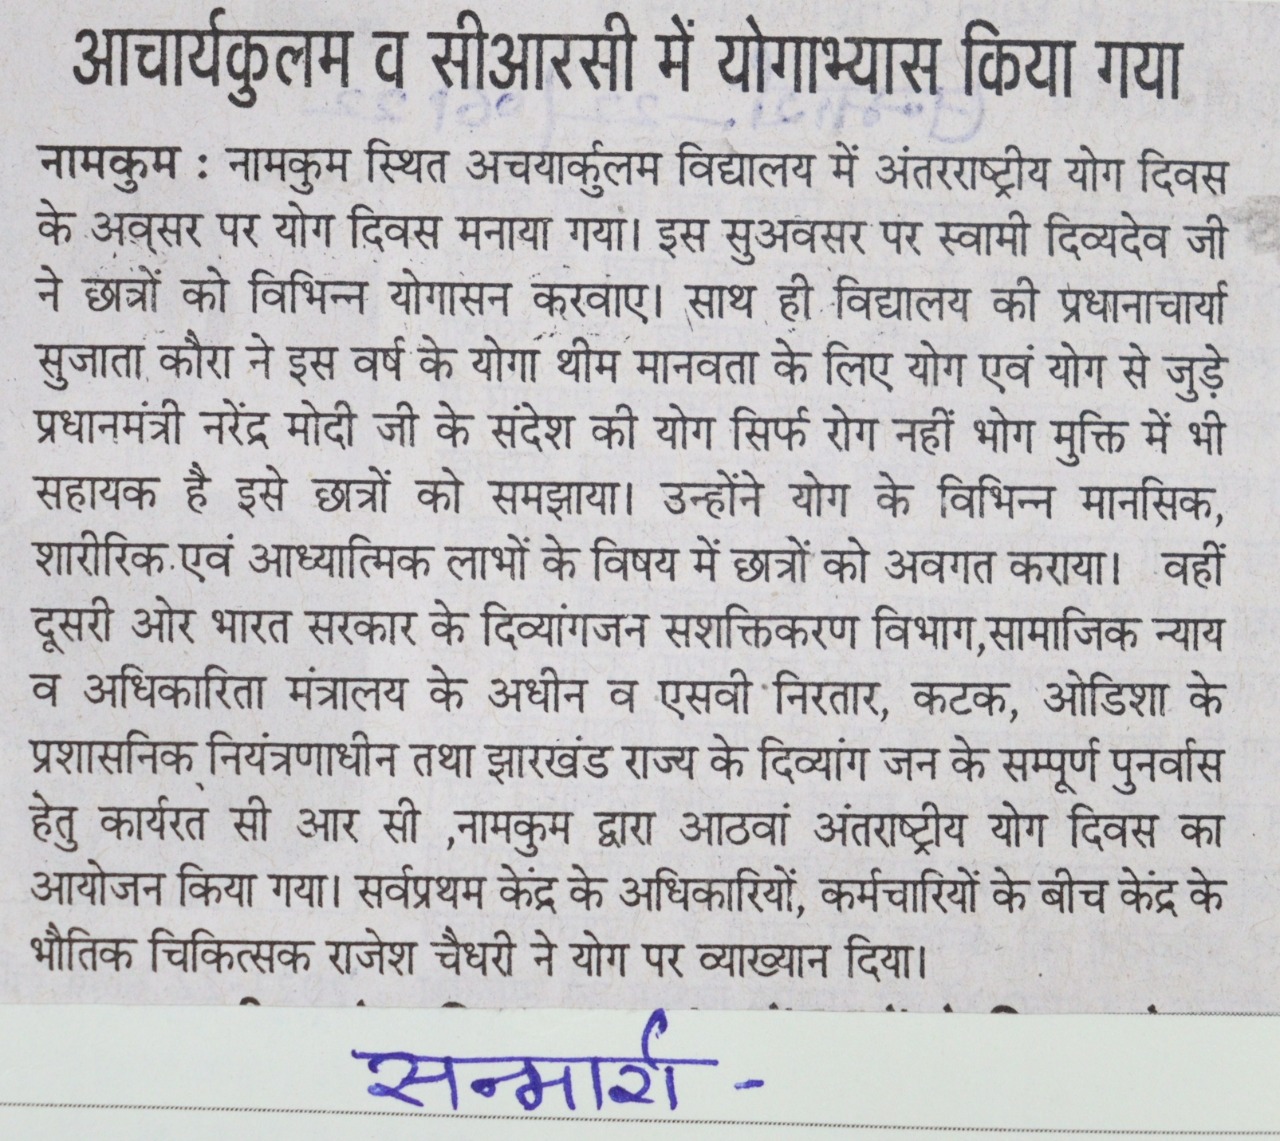 आचार्यकुलम व सीआरसी में योगाभ्यास किया गया
नामकुम : नामकुम स्थित अचयार्कुलम विद्यालय में अंतरराष्ट्रीय योग दिवस
के अवसर पर योग दिवस मनाया गया। इस सुअवसर पर स्वामी दिव्यदेव जी
ने छात्रों को विभिन्न योगासन करवाए। साथ ही विद्यालय की प्रधानाचार्या
सुजाता कौरा ने इस वर्ष के योगा थीम मानवता के लिए योग एवं योग से जुड़े
प्रधानमंत्री नरेंद्र मोदी जी के संदेश की योग सिर्फ रोग नहीं भोग मुक्ति में भी
सहायक है इसे छात्रों को समझाया। उन्होंने योग के विभिन्न मानसिक,
शारीरिक एवं आध्यात्मिक लाभों के विषय में छात्रों को अवगत कराया। वहीं
दूसरी ओर भारत सरकार के दिव्यांगजन सशक्तिकरण विभाग,सामाजिक न्याय
व अधिकारिता मंत्रालय के अधीन व एसवी निरतार, कटक, ओडिशा के
प्रशासनिक नियंत्रणाधीन तथा झारखंड राज्य के दिव्यांग जन के सम्पूर्ण पुनर्वास
हेतु कार्यरत सी आर सी ,नामकुम द्वारा आठवां अंतराष्ट्रीय योग दिवस का
आयोजन किया गया। सर्वप्रथम केंद्र के अधिकारियों, कर्मचारियों के बीच केंद्र के
भौतिक चिकित्सक राजेश चैधरी ने योग पर व्याख्यान दिया।
सन्मार्ग -